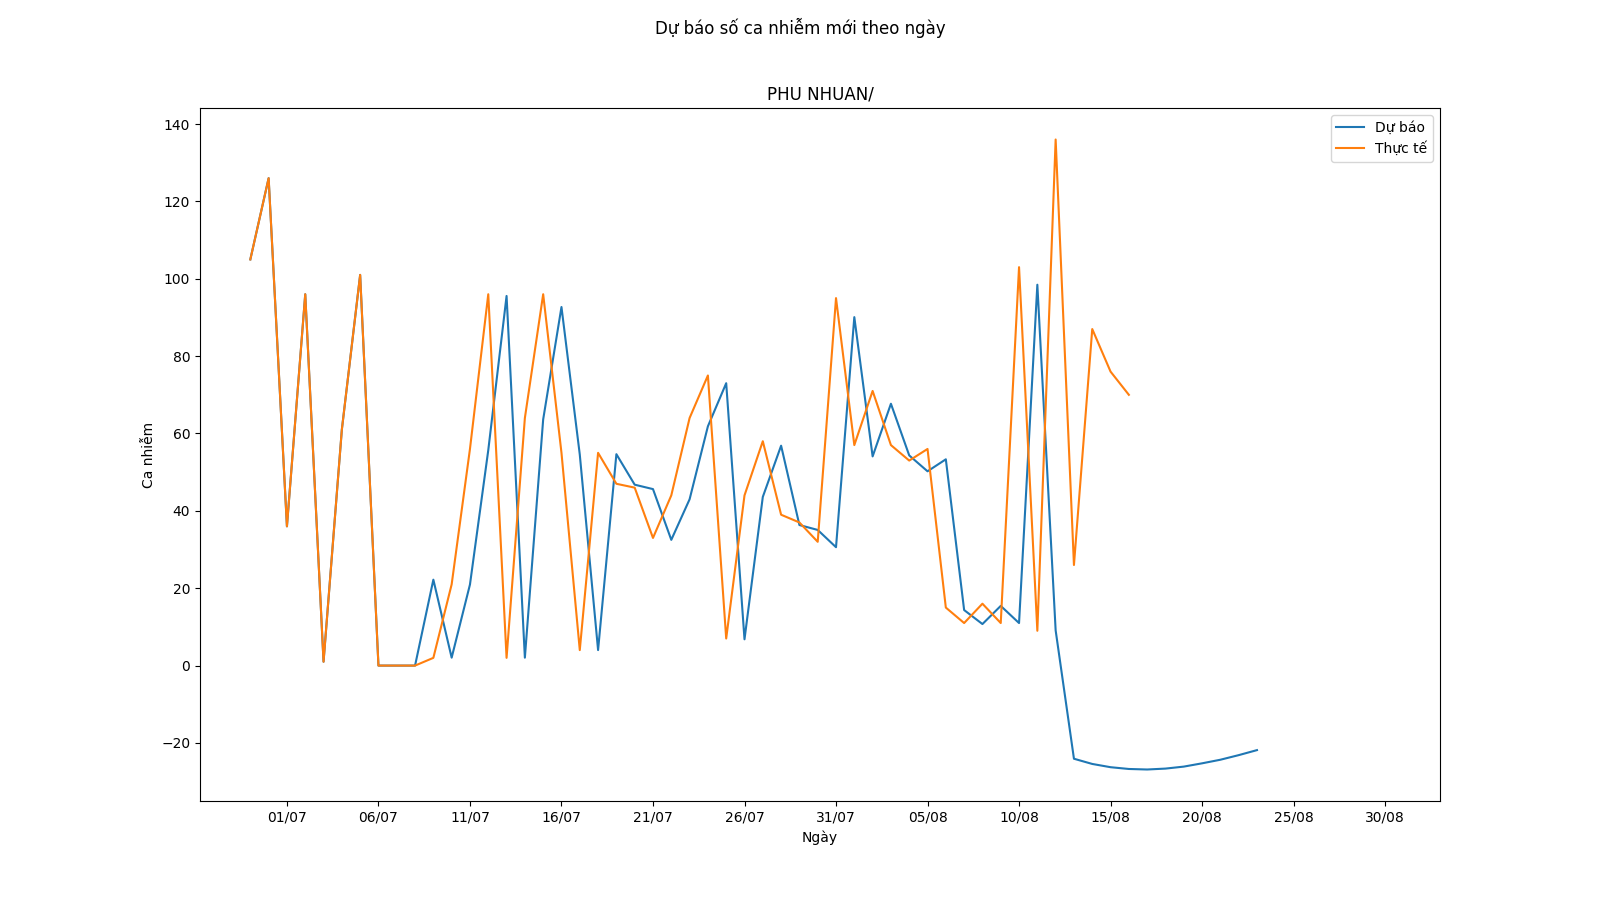 Dự báo số ca nhiễm mới theo ngày
PHU NHUAN/
Dự báo
Thực tế
140
120
100
80
60
40
20
0
−20
Ca nhiễm
01/07 06/07 11/07 16/07 21/07 26/07 31/07 05/08 10/08 15/08 20/08 25/08 30/08
Ngày